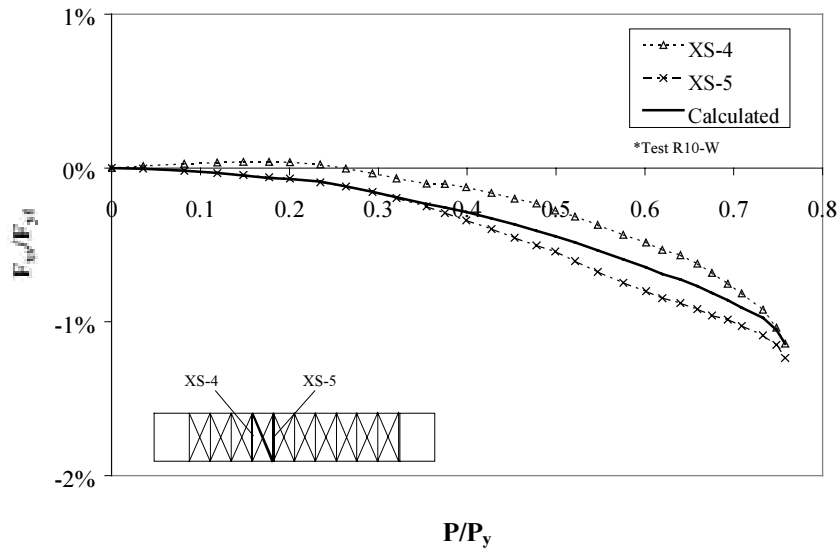 1%
XS-4
XS-5
Calculated
*Test R10-W
0%
0 0.1 0.2 0.3 0.4 0.5 0.6 0.7 0.8
-1%
XS-4 XS-5
-2%
P/Py